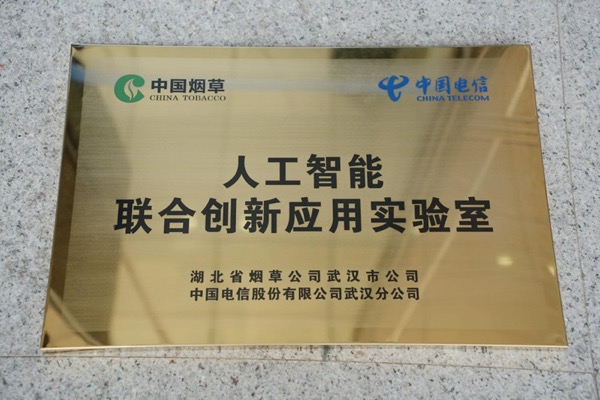 中国烟草
CHINA TOBACCO
中国电信
CHINA TELECOM
人工智能
联合创新应用实验室
湖北省烟草公司武汉市公司
中国电信股份有限公司武汉分公司